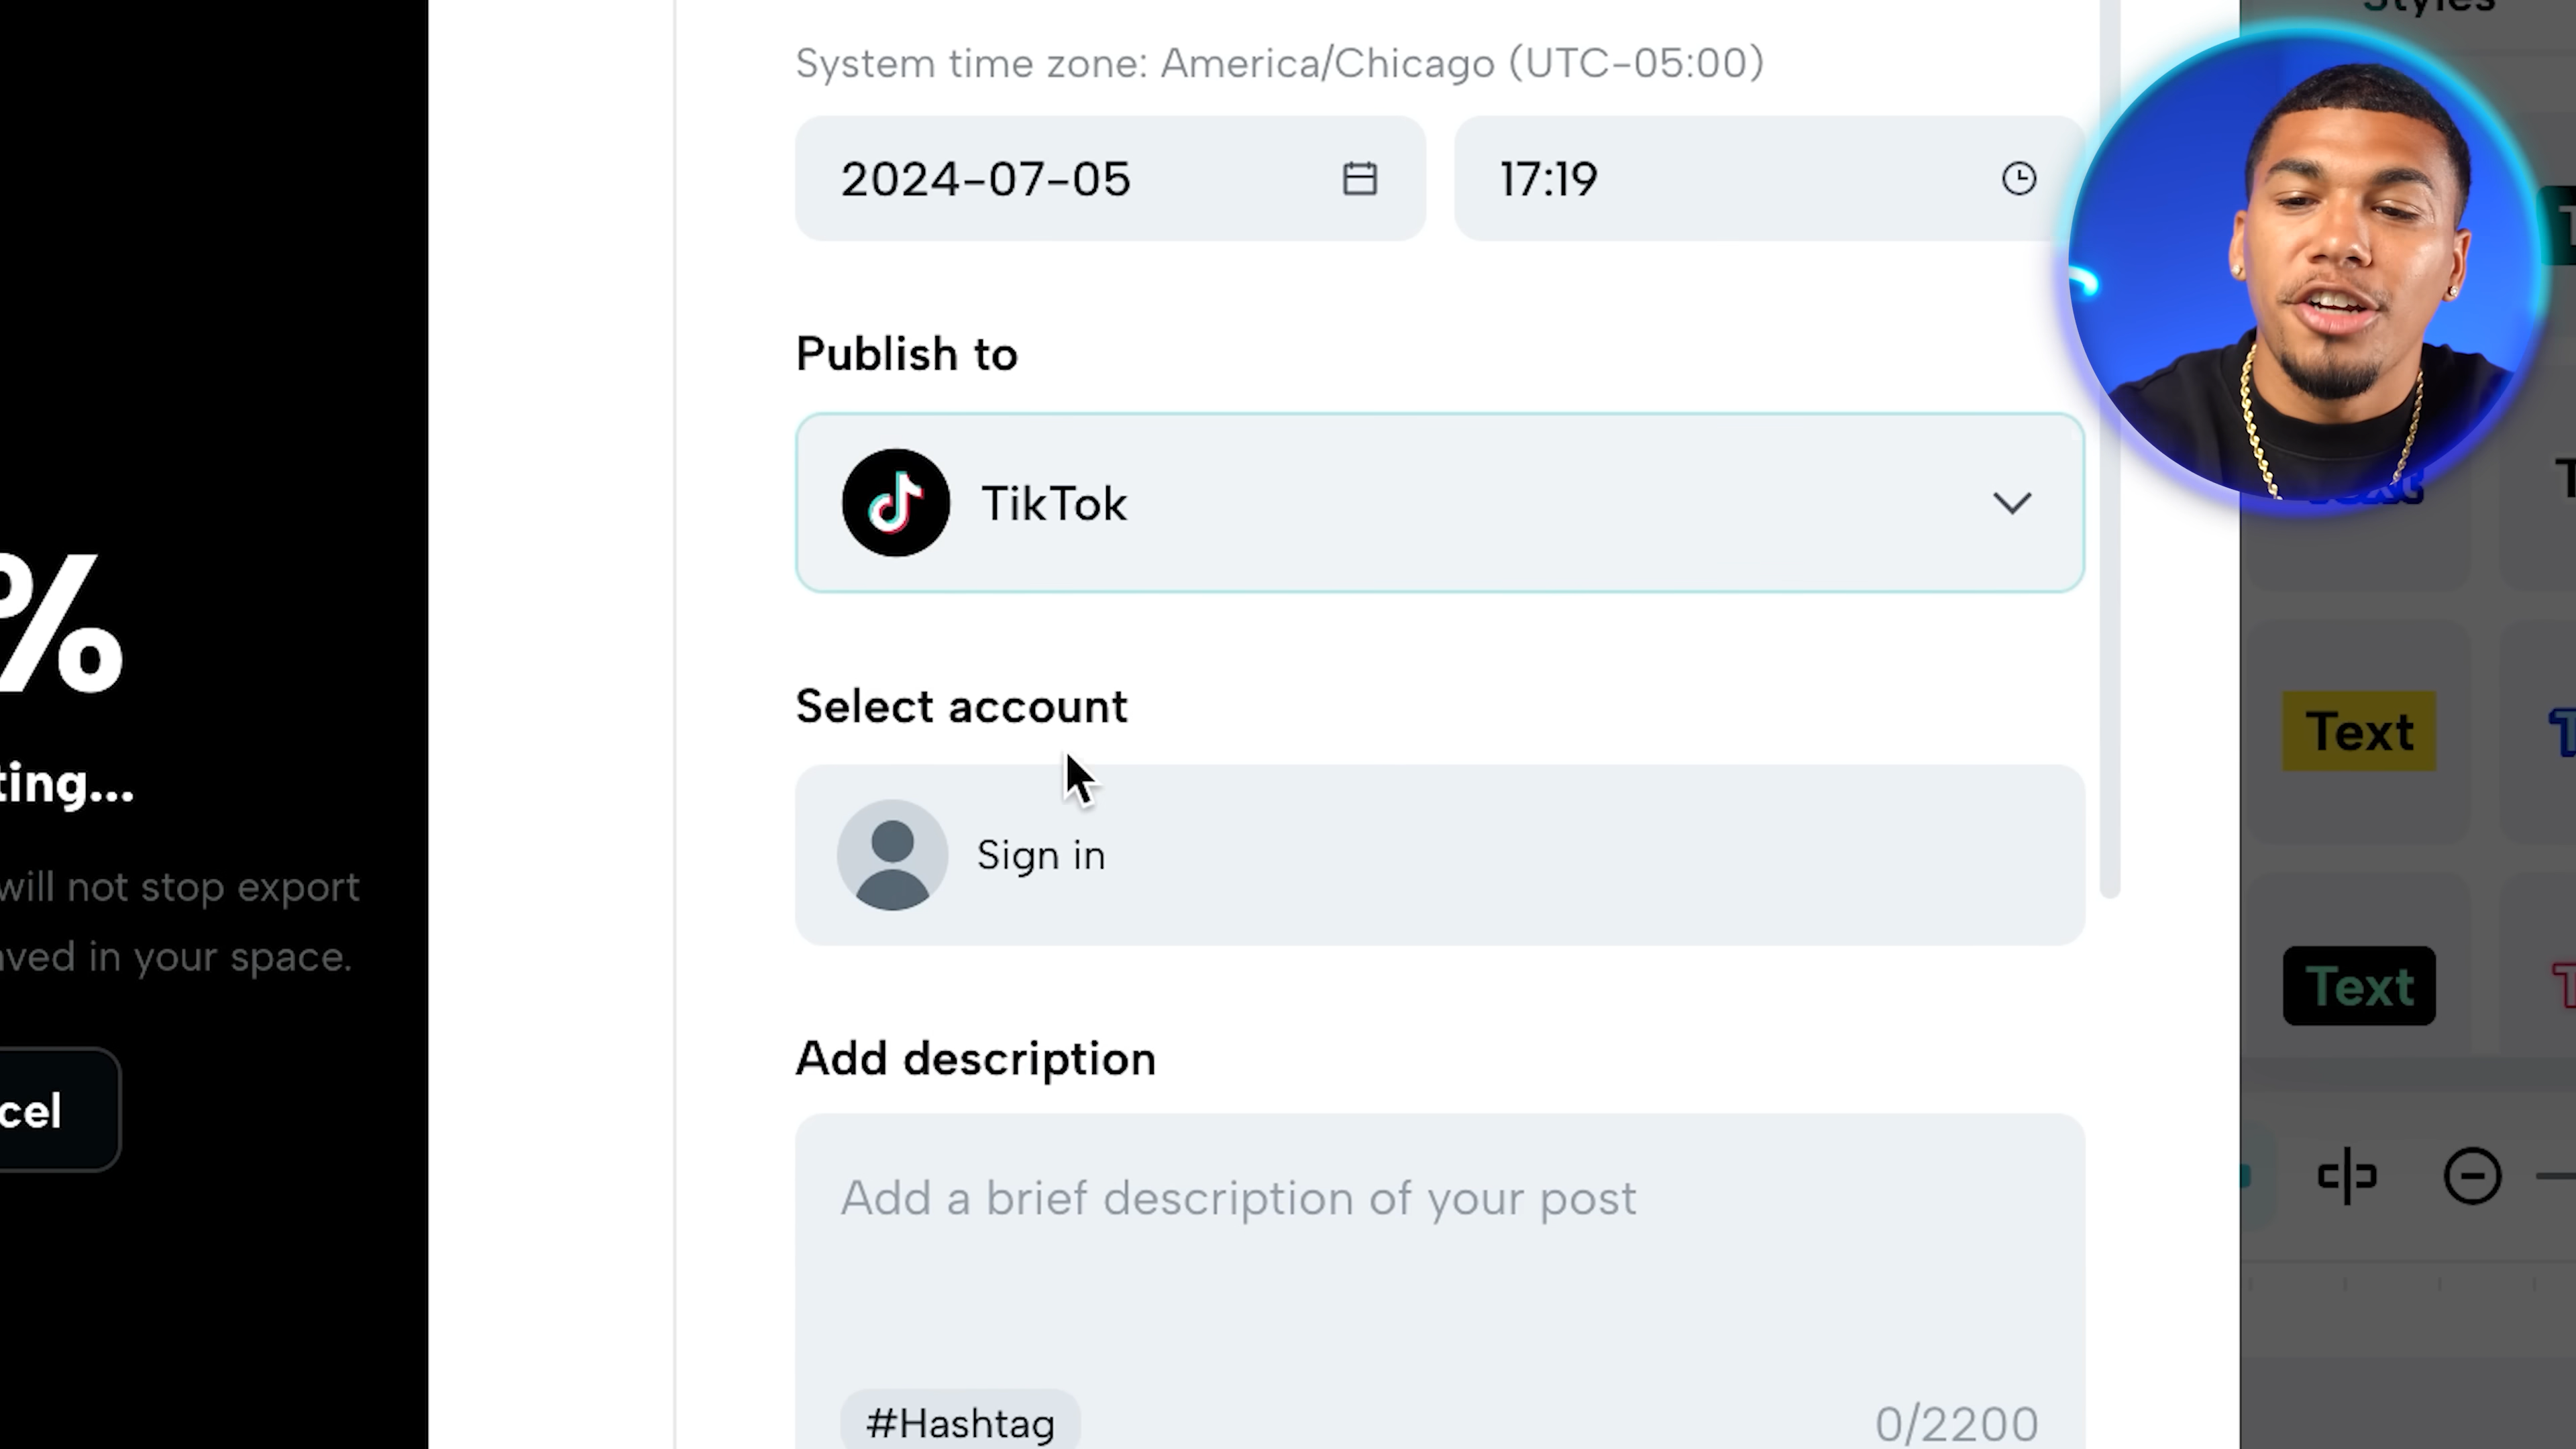 Styles
System time zone: America/Chicago (UTC-05:00)
2024-07-05
17:19
Publish to
TikTok
Select account
Sign in
Add description
Add a brief description of your post
#Hashtag
0/2200
%
ting...
will not stop export
ved in your space.
cel
Text
Text